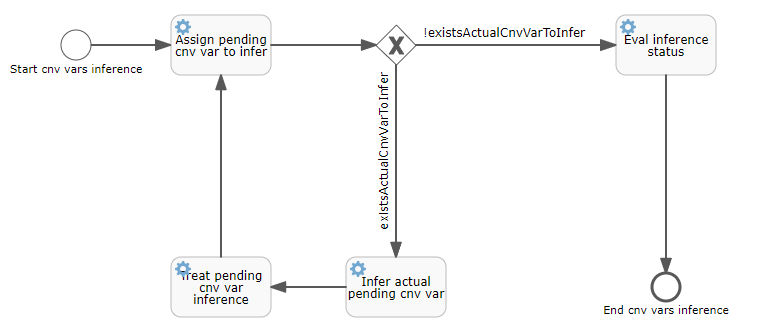 Assign pending
cnv var to infer
Start cnv vars inference
!existsActualCnvVarToInfer
Eval inference
status
existsActualCnvVarToInfer
Treat pending
cnv var
inference
Infer actual
pending cnv var
End cnv vars inference